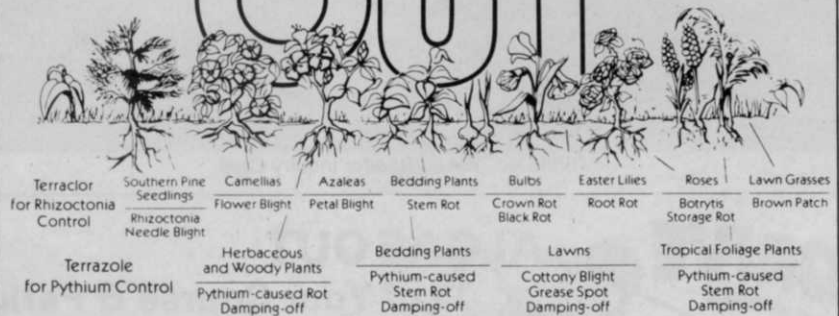 OUT
Terraclor
for Rhizoctonia
Control
Southern Pine
Seedlings
Rhizoctonia
Needle Blight
Camellias
Flower Blight
Azaleas
Petal Blight
Bedding Plants
Stem Rot
Bulbs
Crown Rot
Black Rot
Easter Lilies
Root Rot
Roses
Botrytis
Storage Rot
Lawn Grasses
Brown Patch
Terrazole
for Pythium Control
Herbaceous
and Woody Plants
Pythium-caused Rot
Damping-off
Bedding Plants
Pythium-caused
Stem Rot
Damping-off
Lawns
Cottony Blight
Grease Spot
Damping-off
Tropical Foliage Plants
Pythium-caused
Stem Rot
Damping-off